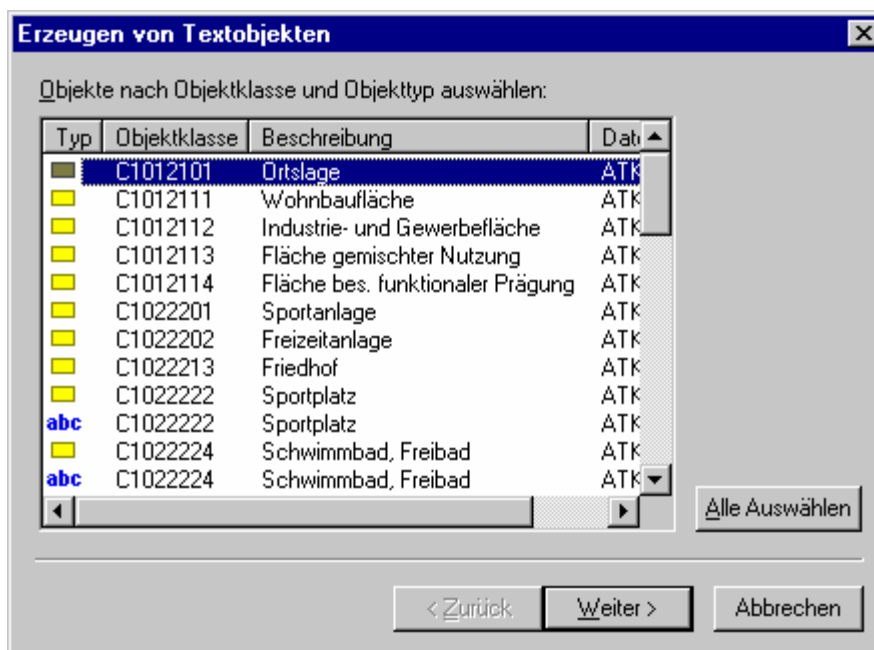 Erzeugen von Textobjekten
Objekte nach Objektklasse und Objekttyp auswählen:
Typ Objektklasse Beschreibung Date
C1012101 Ortslage ATK
C1012111 Wohnbaufläche ATK
C1012112 Industrie- und Gewerbefläche ATK
C1012113 Fläche gemischter Nutzung ATK
C1012114 Fläche bes. funktionaler Prägung ATK
C1022201 Sportanlage ATK
C1022202 Freizeitanlage ATK
C1022213 Friedhof ATK
C1022222 Sportplatz ATK
abc C1022222 Sportplatz ATK
C1022224 Schwimmbad, Freibad ATK
abc C1022224 Schwimmbad, Freibad ATK
Alle Auswählen
< Zurück Weiter > Abbrechen